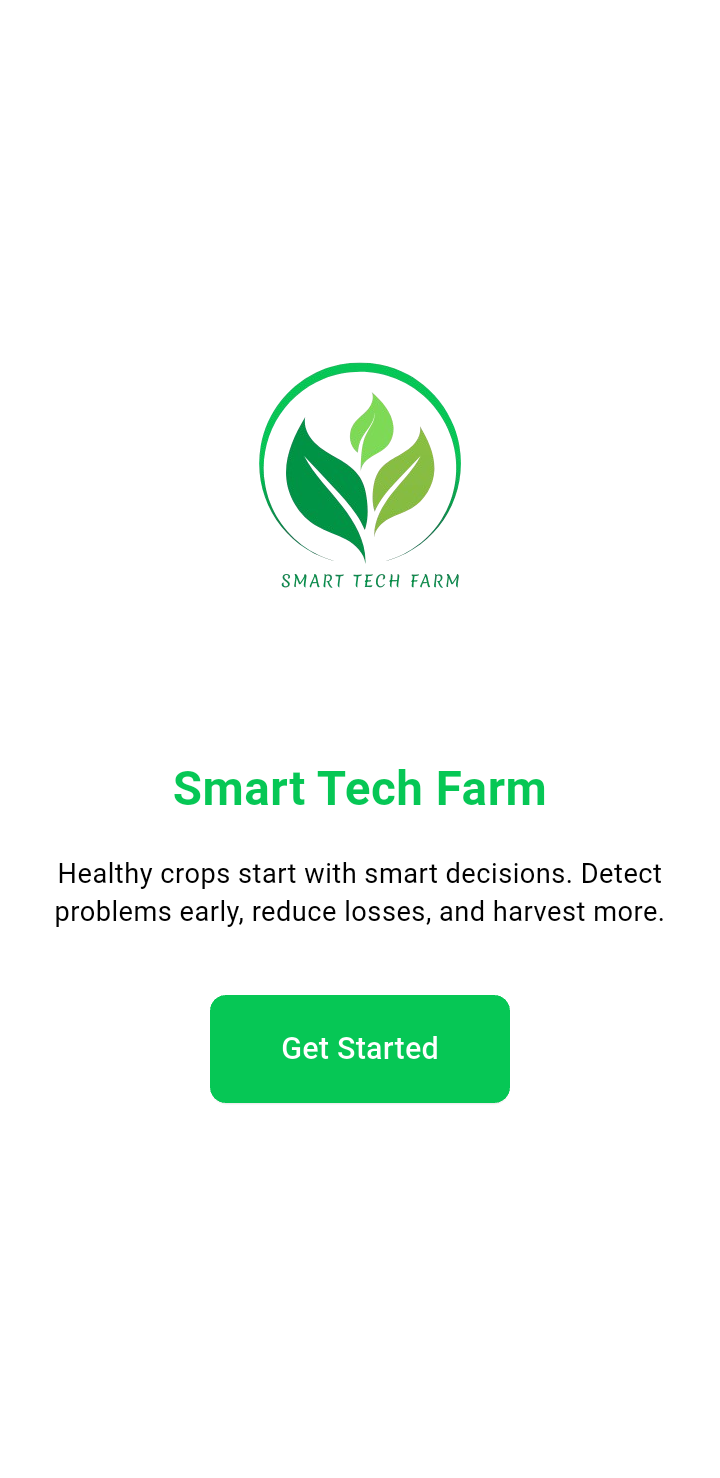 SMART TECH FARM
Smart Tech Farm
Healthy crops start with smart decisions. Detect
problems early, reduce losses, and harvest more.
Get Started